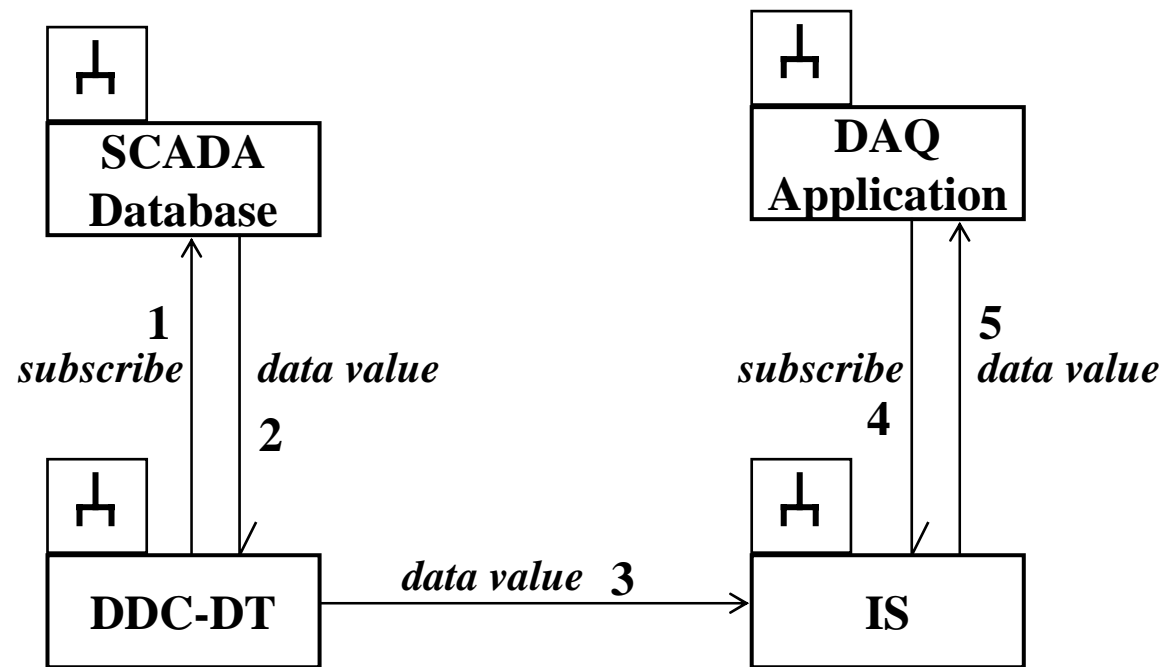 SCADA
Database
DAQ
Application
1
subscribe
data value
2
5
subscribe
data value
4
data value 3
DDC-DT
IS